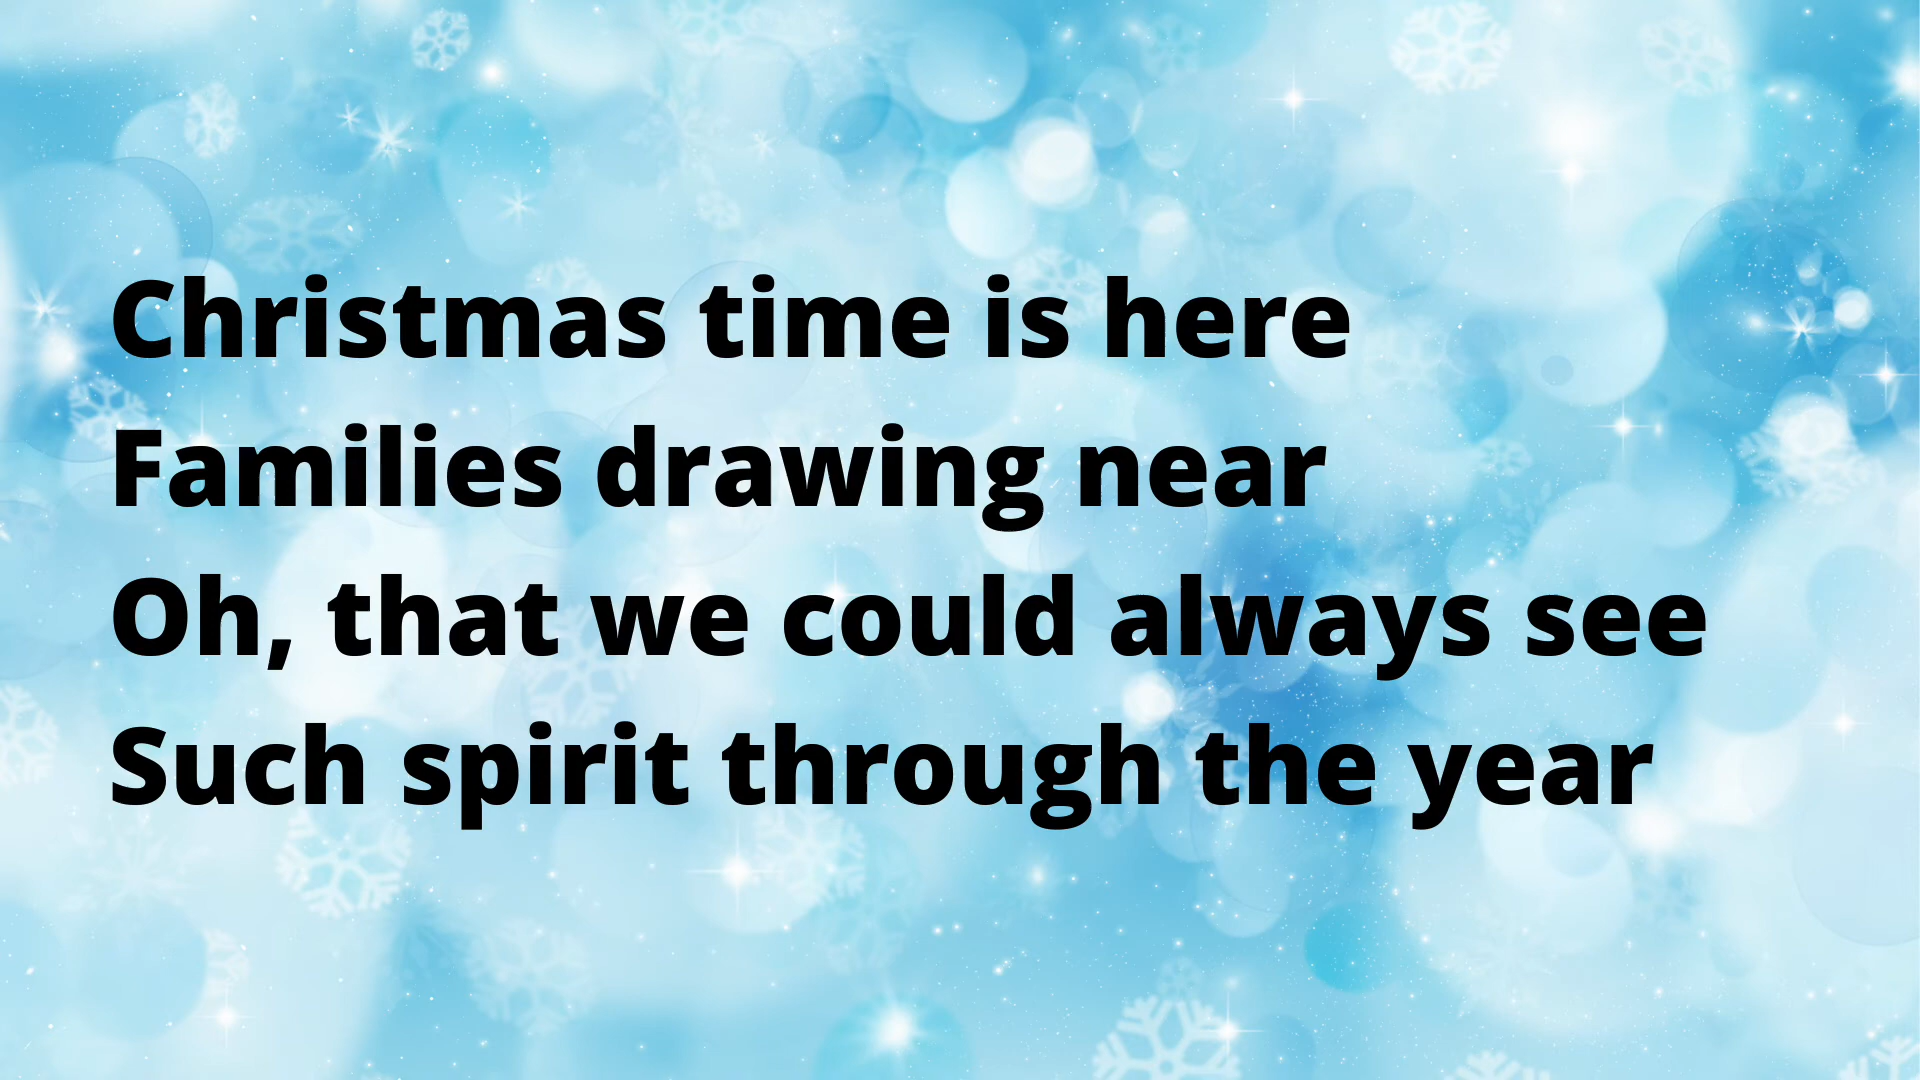 Christmas time is here
Families drawing near
Oh, that we could always see
Such spirit through the year